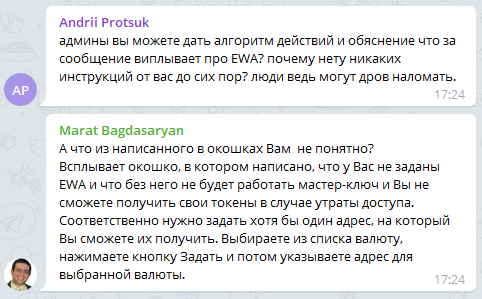 Andrii Protsuk
админы вы можете дать алгоритм действий и обяснение что за
сообщение виплывает про EWA? почему нету никаких
инструкций от вас до сих пор? люди ведь могут дров наломать.
17:24
AP
Marat Bagdasaryan
А что из написанного в окошках Вам не понятно?
Всплывает окошко, в котором написано, что у Вас не заданы
EWA и что без него не будет работать мастер-ключ и Вы не
сможете получить свои токены в случае утраты доступа.
Соответственно нужно задать хотя бы один адрес, на который
Вы сможете их получить. Выбираете из списка валюту,
нажимаете кнопку Задать и потом указываете адрес для
выбранной валюты.
17:24